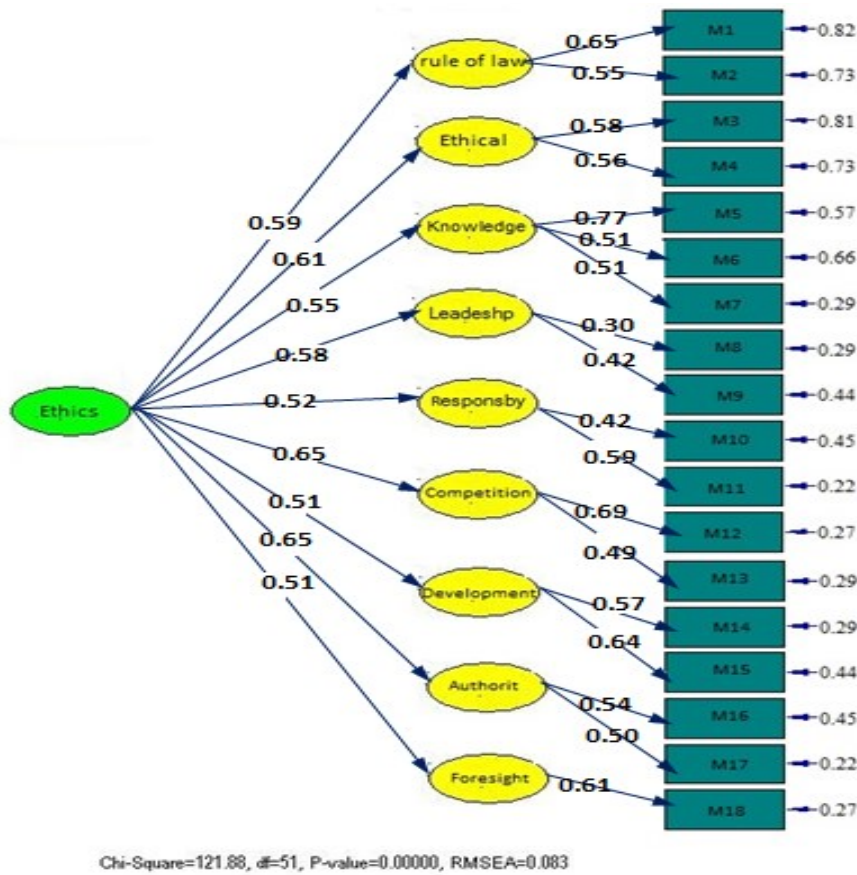 0.65
M1
0.82
rule of law
0.55
M2
0.73
0.58
M3
0.81
Ethical
0.56
M4
0.73
0.77
M5
0.57
0.59
Knowledge
0.51
M6
0.66
0.61
0.51
M7
0.29
0.55
Leadeshp
0.30
M8
0.29
0.58
0.42
M9
0.44
Ethics
0.52
Responsby
0.42
M10
0.45
0.59
M11
0.22
0.65
Competition
0.69
M12
0.27
0.51
0.49
M13
0.29
0.65
Development
0.57
M14
0.29
0.51
0.64
M15
0.44
Authorit
0.54
M16
0.45
0.50
M17
0.22
Foresight
0.61
M18
0.27
Chi-Square=121.88, df=51, P-value=0.00000, RMSEA=0.083